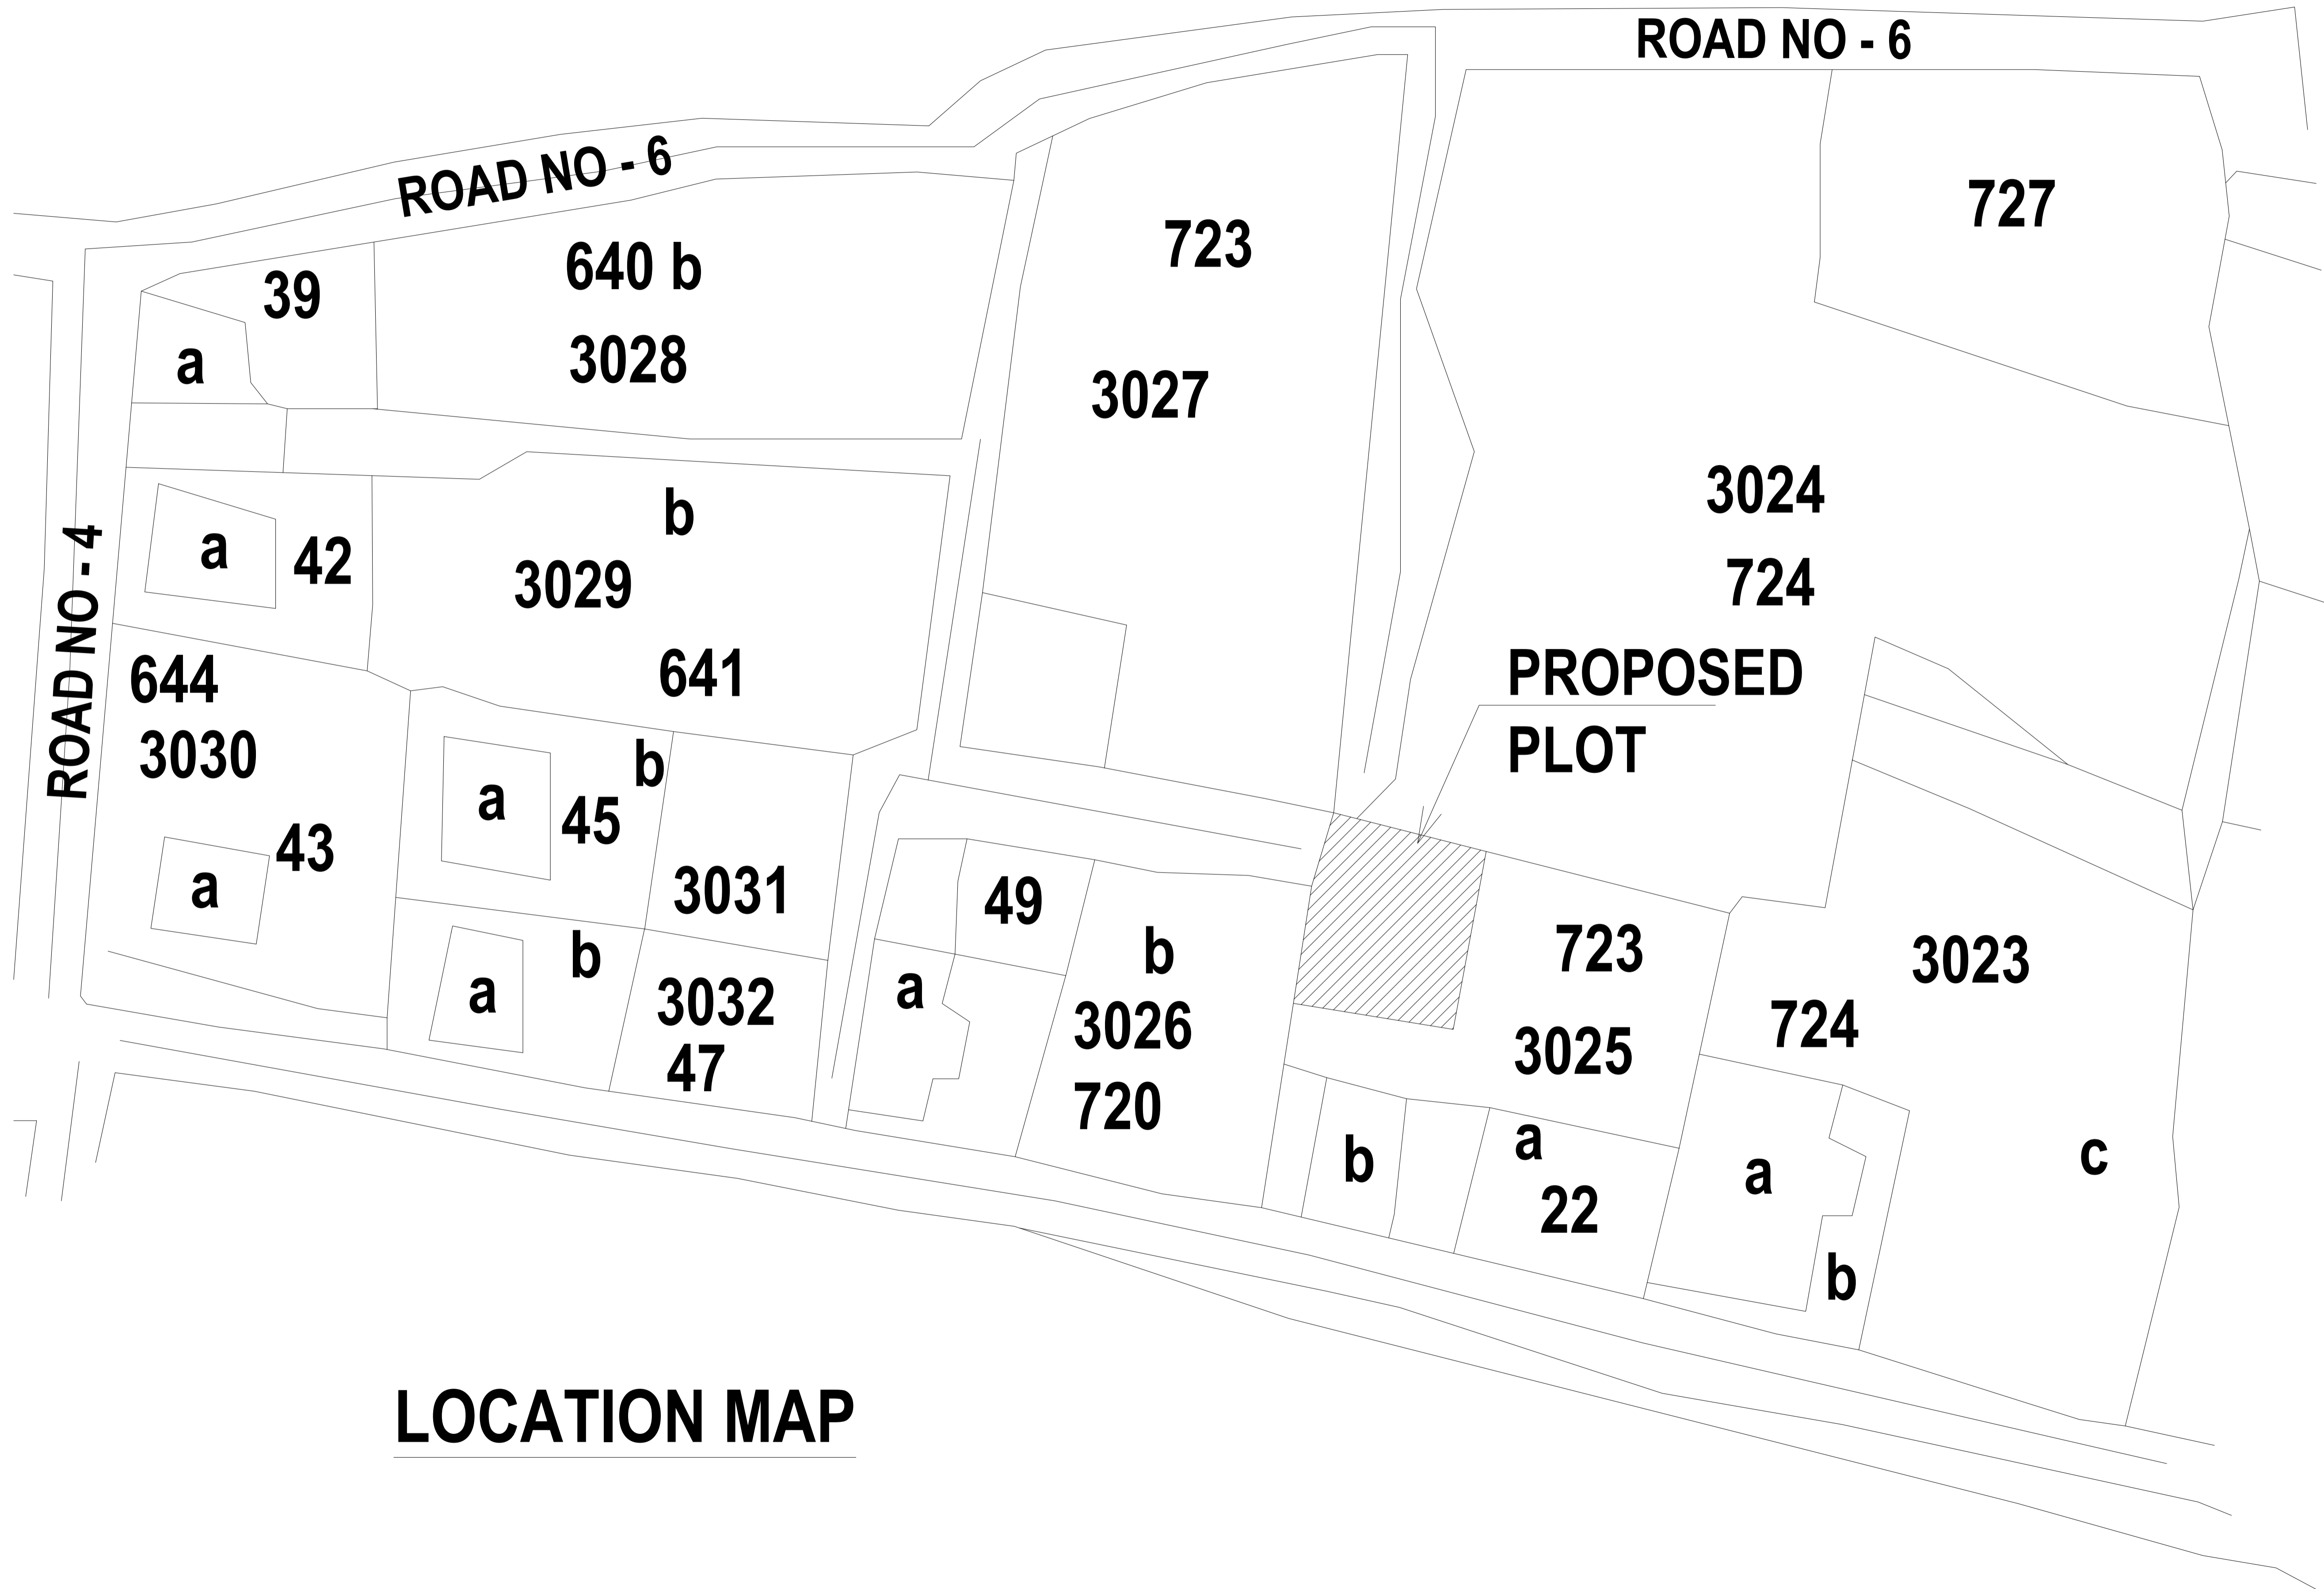 ROAD NO - 6
ROAD NO - 6
727
723
640 b
39
3028
a
3027
3024
b
a
42
3029
724
641
PROPOSED
644
ROAD NO - 4
3030
PLOT
b
a
45
43
a
3031
49
723
b
b
3023
a
a
3032
3026
724
47
3025
720
a
b
c
a
22
b
LOCATION MAP